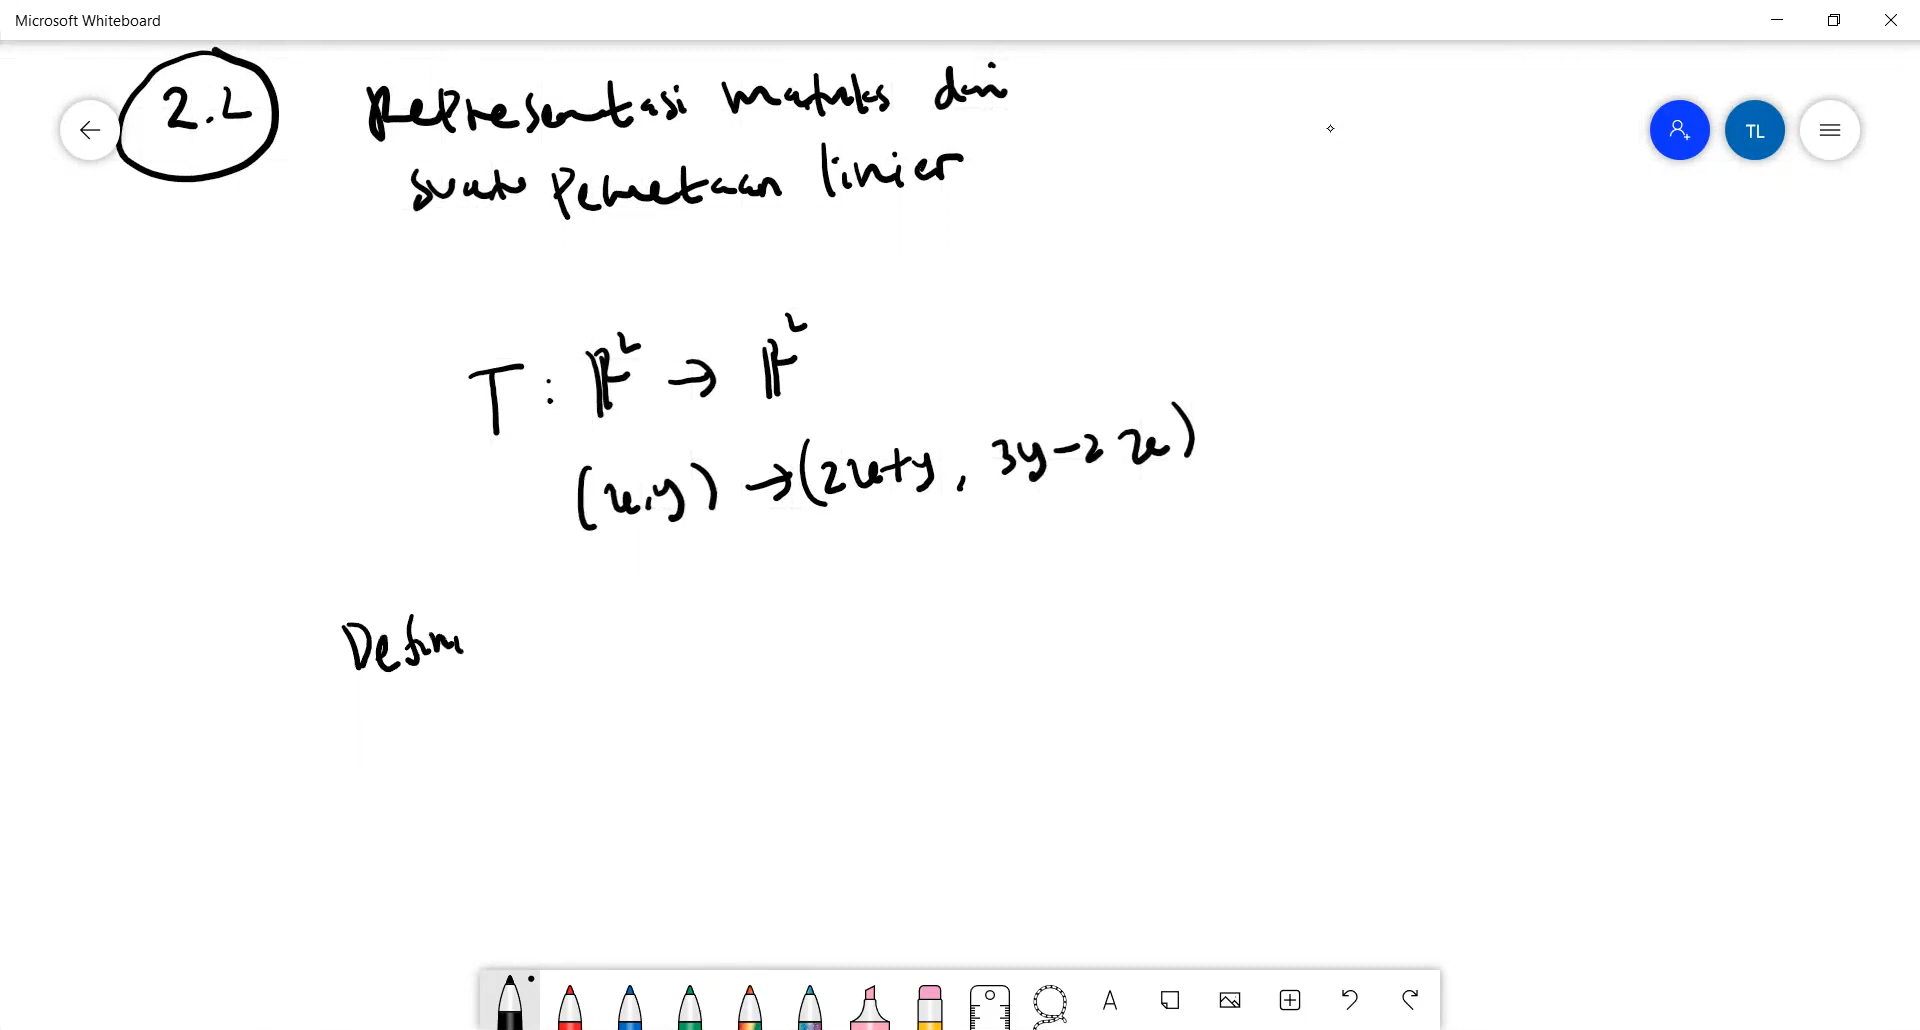 Microsoft Whiteboard
2.2 Representasi matriks dari
TL
suatu Pemetaan linier
T : ℝ² → ℝ²
(x,y) → (2x+y, 3y-2x)
Defini
A